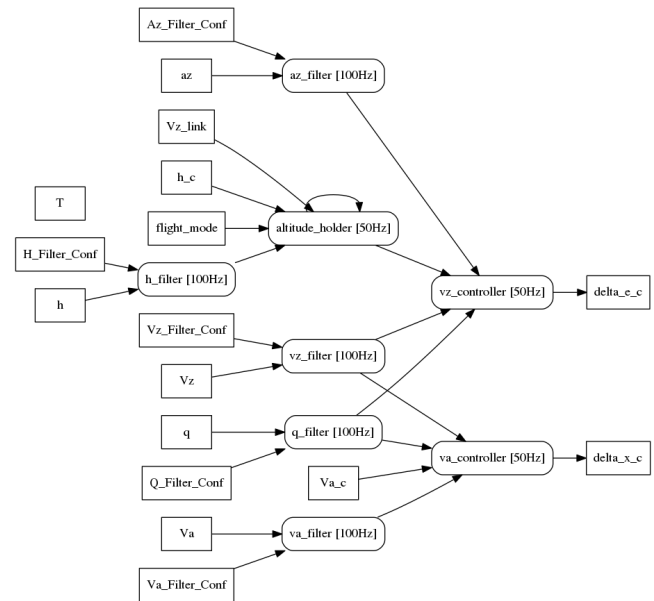 Az_Filter_Conf
az
az_filter [100Hz]
Vz_link
h_c
T
flight_mode
altitude_holder [50Hz]
H_Filter_Conf
h_filter [100Hz]
h
vz_controller [50Hz]
delta_e_c
Vz_Filter_Conf
vz_filter [100Hz]
Vz
q
q_filter [100Hz]
va_controller [50Hz]
delta_x_c
Q_Filter_Conf
Va_c
Va
va_filter [100Hz]
Va_Filter_Conf